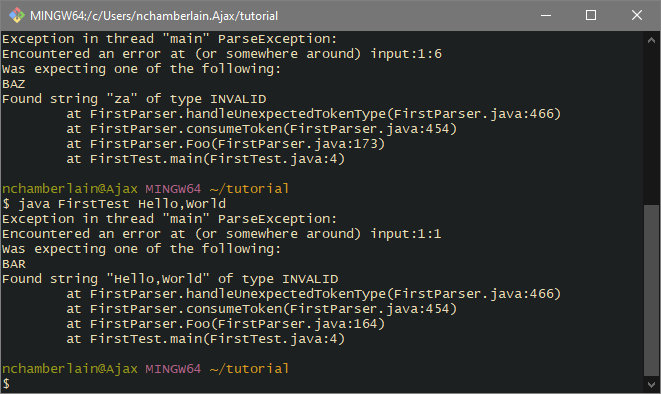 MINGW64:/c/Users/nchamberlain.Ajax/tutorial
Exception in thread "main" ParseException:
Encountered an error at (or somewhere around) input:1:6
Was expecting one of the following:
BAZ
Found string "za" of type INVALID
        at FirstParser.handleUnexpectedTokenType(FirstParser.java:466)
        at FirstParser.consumeToken(FirstParser.java:454)
        at FirstParser.Foo(FirstParser.java:173)
        at FirstTest.main(FirstTest.java:4)
nchamberlain@Ajax MINGW64 ~/tutorial
$ java FirstTest Hello,World
Exception in thread "main" ParseException:
Encountered an error at (or somewhere around) input:1:1
Was expecting one of the following:
BAR
Found string "Hello,World" of type INVALID
        at FirstParser.handleUnexpectedTokenType(FirstParser.java:466)
        at FirstParser.consumeToken(FirstParser.java:454)
        at FirstParser.Foo(FirstParser.java:164)
        at FirstTest.main(FirstTest.java:4)
nchamberlain@Ajax MINGW64 ~/tutorial
$